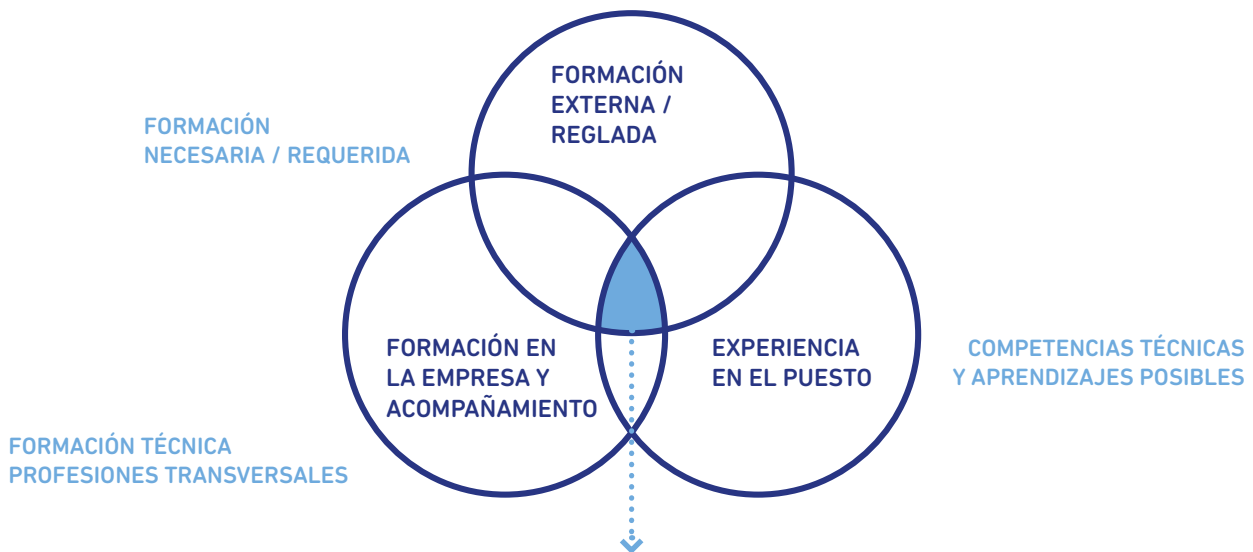 FORMACIÓN
EXTERNA /
REGLADA
FORMACIÓN
NECESARIA / REQUERIDA
FORMACIÓN EN
LA EMPRESA Y
ACOMPAÑAMIENTO
EXPERIENCIA
EN EL PUESTO
COMPETENCIAS TÉCNICAS
Y APRENDIZAJES POSIBLES
FORMACIÓN TÉCNICA
PROFESIONES TRANSVERSALES